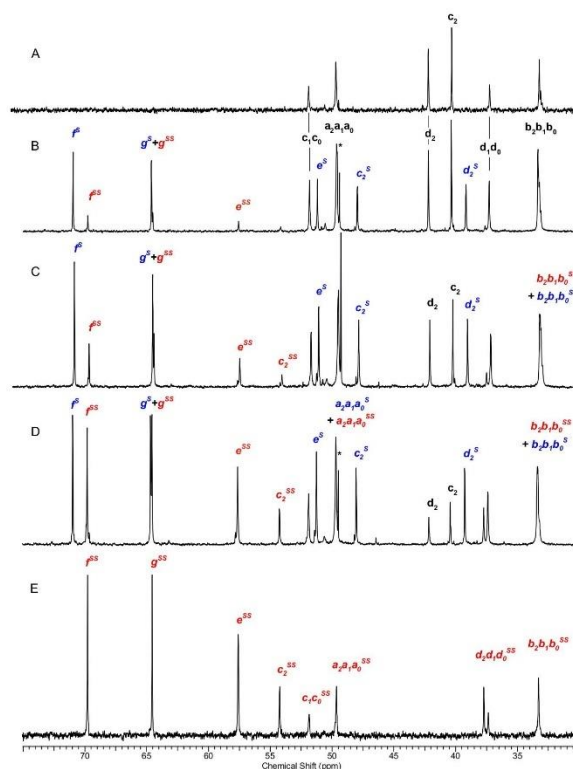 c2
A
a2a1a0
c1c0
d2
d1d0
b2b1b0
B
f^S
g^S+g^SS
f^SS
e^SS
e^S
*
c2^S
d2^S
C
f^S
g^S+g^SS
f^SS
e^SS
c2^SS
e^S
c2^S
d2
c2
d2^S
b2b1b0^SS
+ b2b1b0^S
D
f^S
g^S+g^SS
f^SS
e^SS
c2^SS
e^S
a2a1a0^S
+ a2a1a0^SS
*
c2^S
d2
c2
d2^S
b2b1b0^SS
+ b2b1b0^S
E
f^SS
g^SS
e^SS
c2^SS
c1c0^SS
a2a1a0^SS
d2d1d0^SS
b2b1b0^SS
70 65 60 55 50 45 40 35
Chemical Shift (ppm)